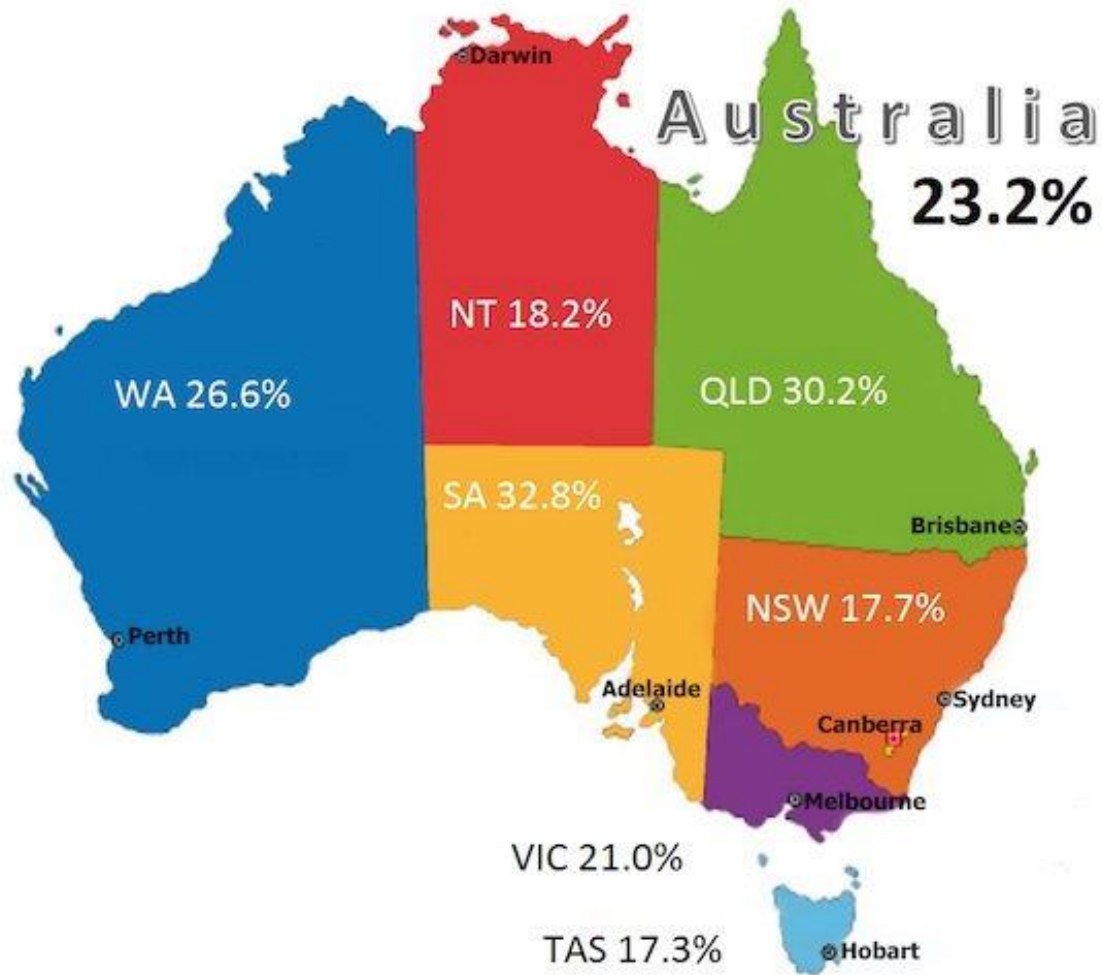 Darwin
Australia
23.2%
NT 18.2%
WA 26.6%
QLD 30.2%
SA 32.8%
Brisbane
NSW 17.7%
Perth
Adelaide
Sydney
Canberra
Melbourne
VIC 21.0%
TAS 17.3%
Hobart